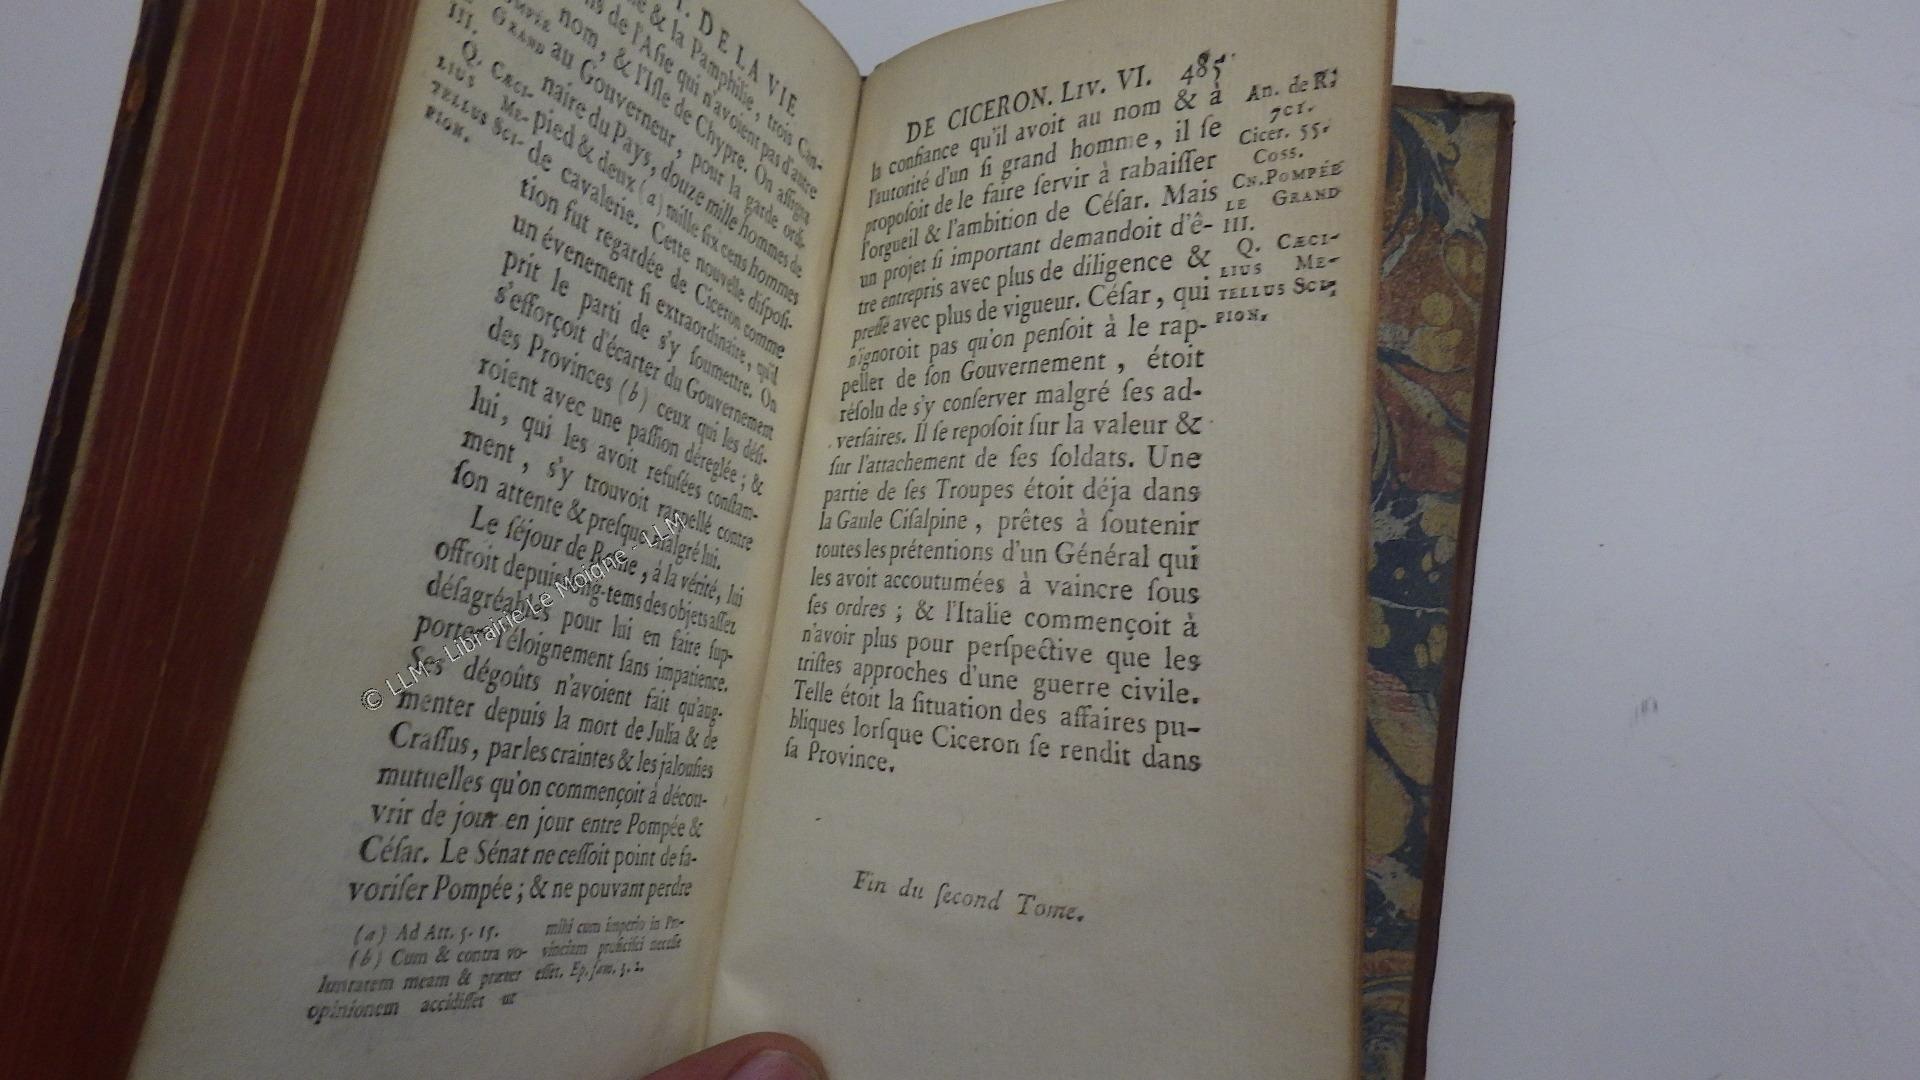 T. DE LA VIE
& la Pamphilie, trois Can-
de l'Aſie qui n'avoient pas d'autre
nom, & l'Iſle de Chypre. On aſſigna
au Gouverneur, pour la garde ordi-
naire du Pays, douze mille hommes de
pied & deux (a) mille ſix cens hommes
de cavalerie. Cette nouvelle diſpoſi-
tion fut regardée de Ciceron comme
un évenement ſi extraordinaire, qu'il
prit le parti de s'y ſoumettre. On
s'efforçoit d'écarter du Gouvernement
des Provinces (b) ceux qui les déſi-
roient avec une paſſion déreglée; &
lui, qui les avoit refuſées conſtam-
ment, s'y trouvoit rappellé contre
ſon attente & preſque malgré lui.
Le ſéjour de Rome, à la vérité, lui
offroit depuis long-tems des objets aſſez
déſagréables pour lui en faire ſup-
porter l'éloignement ſans impatience.
Ses dégoûts n'avoient fait qu'aug-
menter depuis la mort de Julia & de
Craſſus, par les craintes & les jalouſies
mutuelles qu'on commençoit à décou-
vrir de jour en jour entre Pompée &
Céſar. Le Sénat ne ceſſoit point de fa-
voriſer Pompée; & ne pouvant perdre
III.
Q. CÆCI-
LIUS ME-
TELLUS SCI-
PION.
(a) Ad Att. 5. 15.
(b) Cum & contra vo-
luntatem meam & præter
opinionem accidiſſet ut
mihi cum imperio in Pro-
vinciam proficiſci neceſſe
eſſet. Ep. fam. 3. 2.
© LLM - Librairie Le Moigne - LLM
DE CICERON. LIV. VI. 485
la confiance qu'il avoit au nom & à
l'autorité d'un ſi grand homme, il ſe
propoſoit de le faire ſervir à rabaiſſer
l'orgueil & l'ambition de Céſar. Mais
un projet ſi important demandoit d'ê-
tre entrepris avec plus de diligence &
preſſé avec plus de vigueur. Céſar, qui
n'ignoroit pas qu'on penſoit à le rap-
peller de ſon Gouvernement, étoit
réſolu de s'y conſerver malgré ſes ad-
verſaires. Il ſe repoſoit ſur la valeur &
ſur l'attachement de ſes ſoldats. Une
partie de ſes Troupes étoit déja dans
la Gaule Ciſalpine, prêtes à ſoutenir
toutes les prétentions d'un Général qui
les avoit accoutumées à vaincre ſous
ſes ordres; & l'Italie commençoit à
n'avoir plus pour perſpective que les
triſtes approches d'une guerre civile.
Telle étoit la ſituation des affaires pu-
bliques lorſque Ciceron ſe rendit dans
ſa Province.
An. de R.
701.
Cicer. 55.
Coss.
CN. POMPÉE
LE GRAND
III.
Q. CÆCI-
LIUS ME-
TELLUS SCI-
PION.
Fin du ſecond Tome.